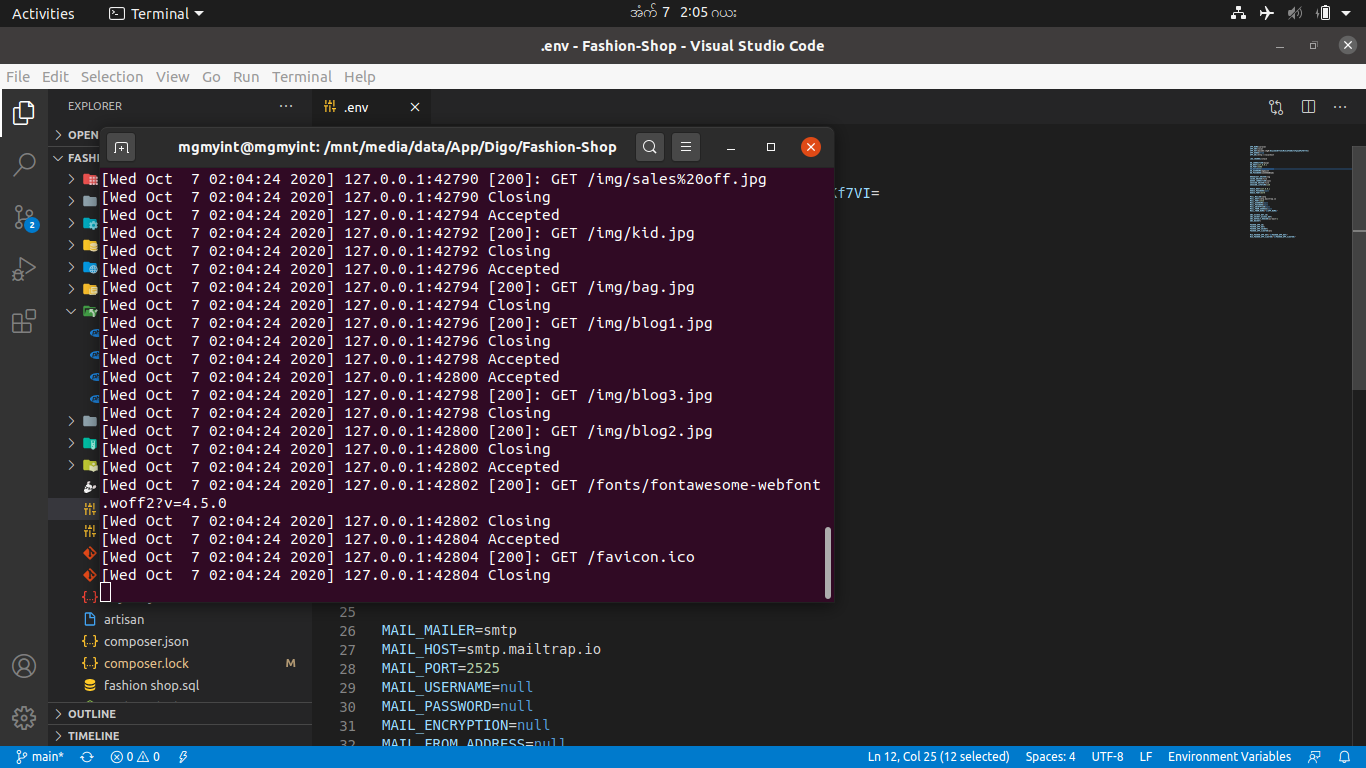 Activities
Terminal
အံက် 7 2:05 ဂယး
.env - Fashion-Shop - Visual Studio Code
File Edit Selection View Go Run Terminal Help
EXPLORER
.env
OPEN
mgmyint@mgmyint: /mnt/media/data/App/Digo/Fashion-Shop
FASHI
[Wed Oct  7 02:04:24 2020] 127.0.0.1:42790 [200]: GET /img/sales%20off.jpg
Kf7VI=
[Wed Oct  7 02:04:24 2020] 127.0.0.1:42790 Closing
[Wed Oct  7 02:04:24 2020] 127.0.0.1:42794 Accepted
2
[Wed Oct  7 02:04:24 2020] 127.0.0.1:42792 [200]: GET /img/kid.jpg
[Wed Oct  7 02:04:24 2020] 127.0.0.1:42792 Closing
[Wed Oct  7 02:04:24 2020] 127.0.0.1:42796 Accepted
[Wed Oct  7 02:04:24 2020] 127.0.0.1:42794 [200]: GET /img/bag.jpg
[Wed Oct  7 02:04:24 2020] 127.0.0.1:42794 Closing
[Wed Oct  7 02:04:24 2020] 127.0.0.1:42796 [200]: GET /img/blog1.jpg
[Wed Oct  7 02:04:24 2020] 127.0.0.1:42796 Closing
[Wed Oct  7 02:04:24 2020] 127.0.0.1:42798 Accepted
[Wed Oct  7 02:04:24 2020] 127.0.0.1:42800 Accepted
[Wed Oct  7 02:04:24 2020] 127.0.0.1:42798 [200]: GET /img/blog3.jpg
[Wed Oct  7 02:04:24 2020] 127.0.0.1:42798 Closing
[Wed Oct  7 02:04:24 2020] 127.0.0.1:42800 [200]: GET /img/blog2.jpg
[Wed Oct  7 02:04:24 2020] 127.0.0.1:42800 Closing
[Wed Oct  7 02:04:24 2020] 127.0.0.1:42802 Accepted
[Wed Oct  7 02:04:24 2020] 127.0.0.1:42802 [200]: GET /fonts/fontawesome-webfont
.woff2?v=4.5.0
[Wed Oct  7 02:04:24 2020] 127.0.0.1:42802 Closing
[Wed Oct  7 02:04:24 2020] 127.0.0.1:42804 Accepted
[Wed Oct  7 02:04:24 2020] 127.0.0.1:42804 [200]: GET /favicon.ico
[Wed Oct  7 02:04:24 2020] 127.0.0.1:42804 Closing
artisan
composer.json
composer.lock M
fashion shop.sql
OUTLINE
TIMELINE
25
26 MAIL_MAILER=smtp
27 MAIL_HOST=smtp.mailtrap.io
28 MAIL_PORT=2525
29 MAIL_USERNAME=null
30 MAIL_PASSWORD=null
31 MAIL_ENCRYPTION=null
32 MAIL_FROM_ADDRESS=null
main* 0 0 Ln 12, Col 25 (12 selected) Spaces: 4 UTF-8 LF Environment Variables